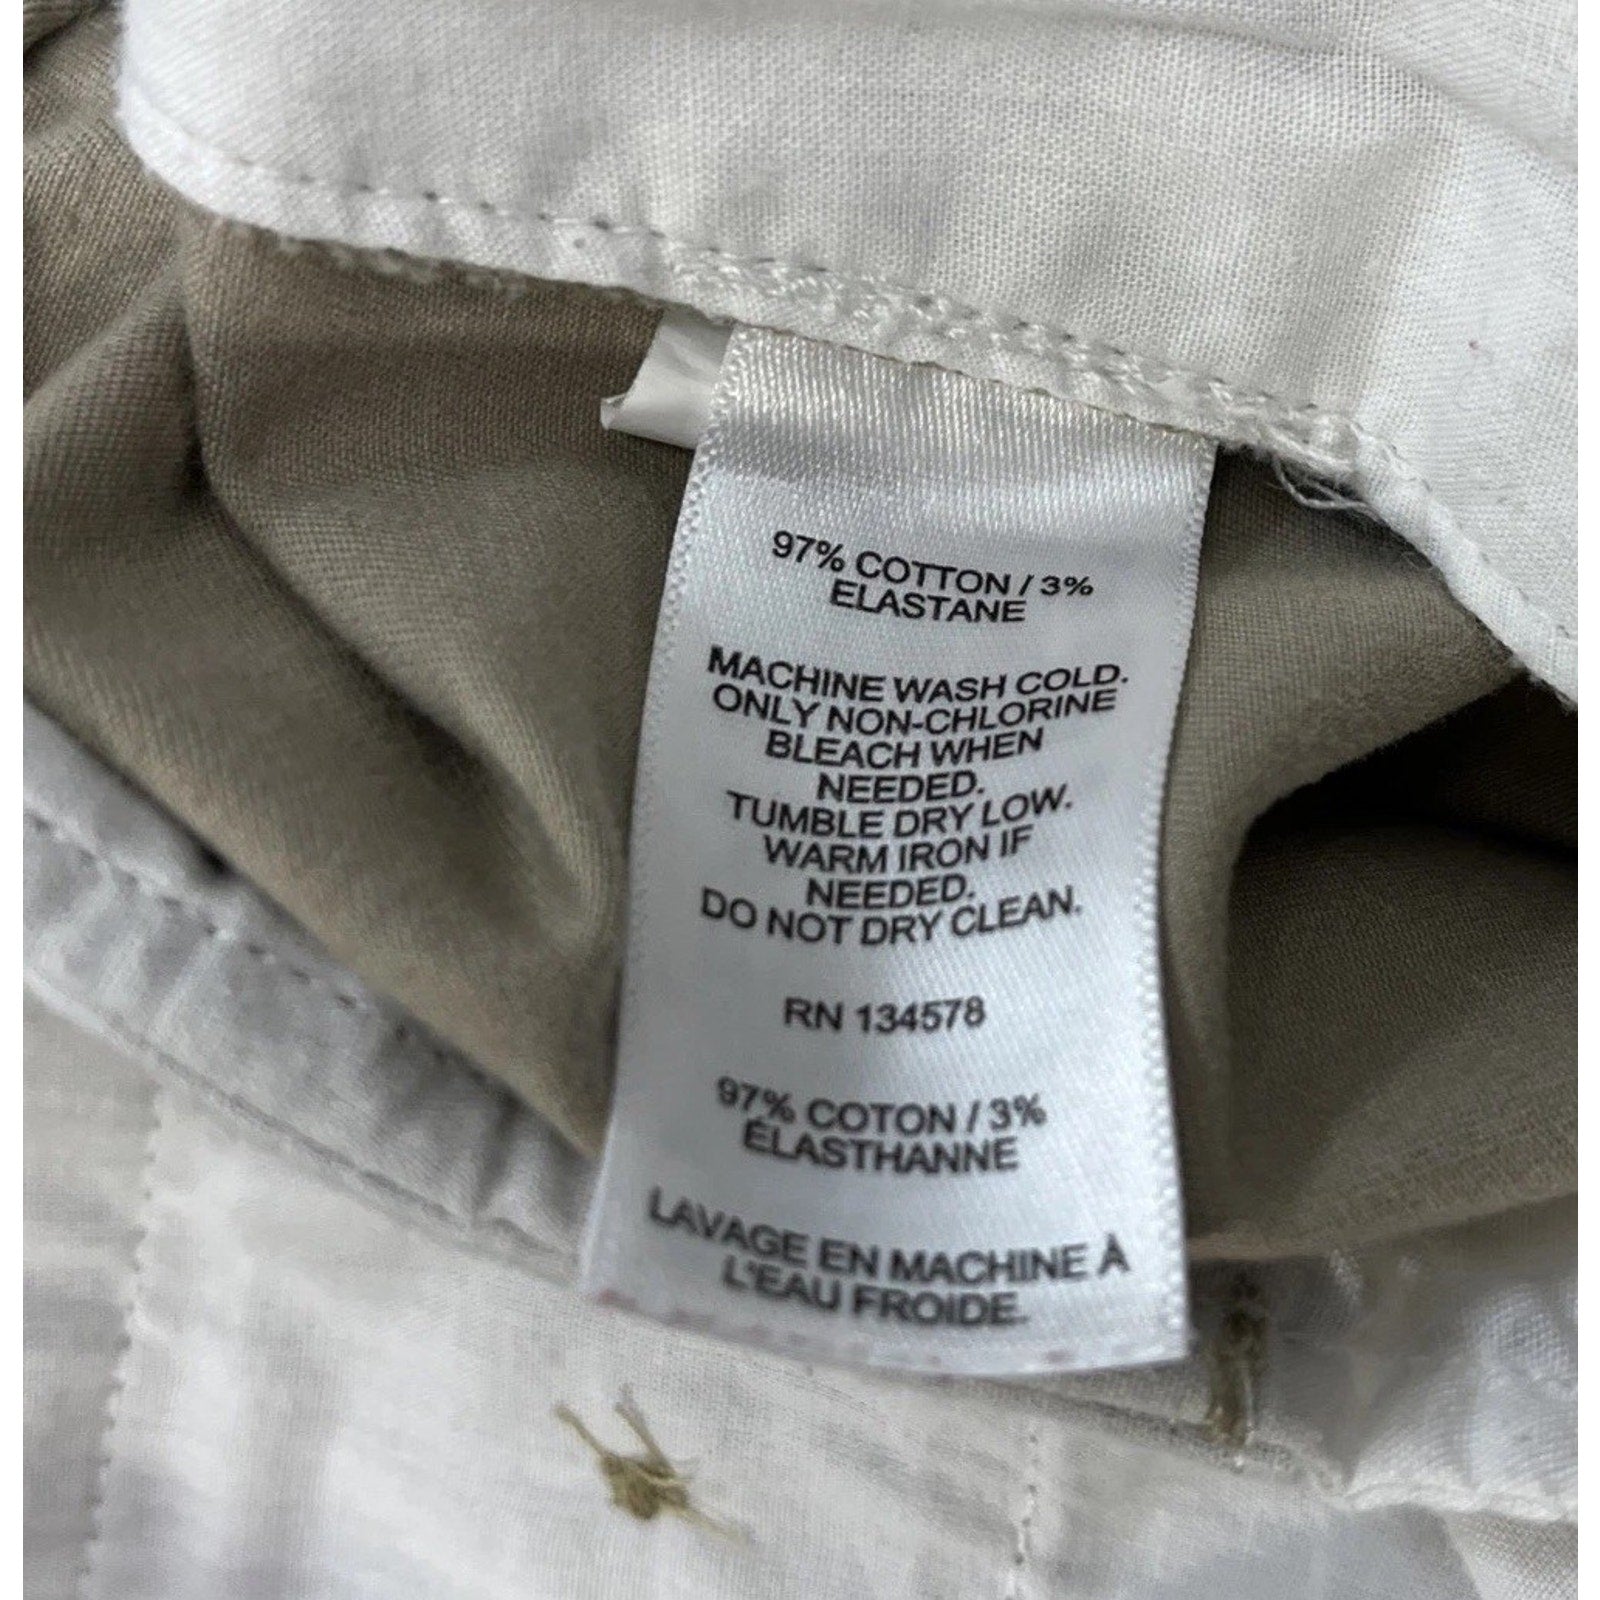 97% COTTON / 3%
ELASTANE
MACHINE WASH COLD.
ONLY NON-CHLORINE
BLEACH WHEN
NEEDED.
TUMBLE DRY LOW.
WARM IRON IF
NEEDED.
DO NOT DRY CLEAN.
RN 134578
97% COTON / 3%
ÉLASTHANNE
LAVAGE EN MACHINE À
L'EAU FROIDE.